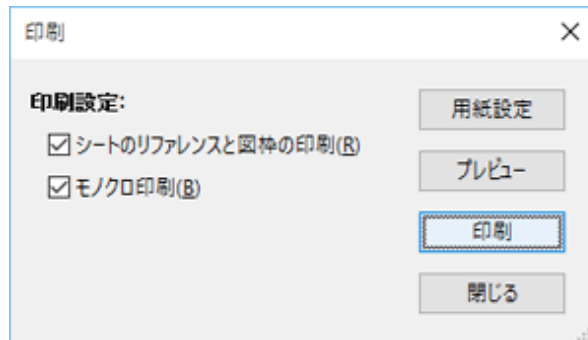 印刷
印刷設定:
シートのリファレンスと図枠の印刷(R)
モノクロ印刷(B)
用紙設定
プレビュー
印刷
閉じる